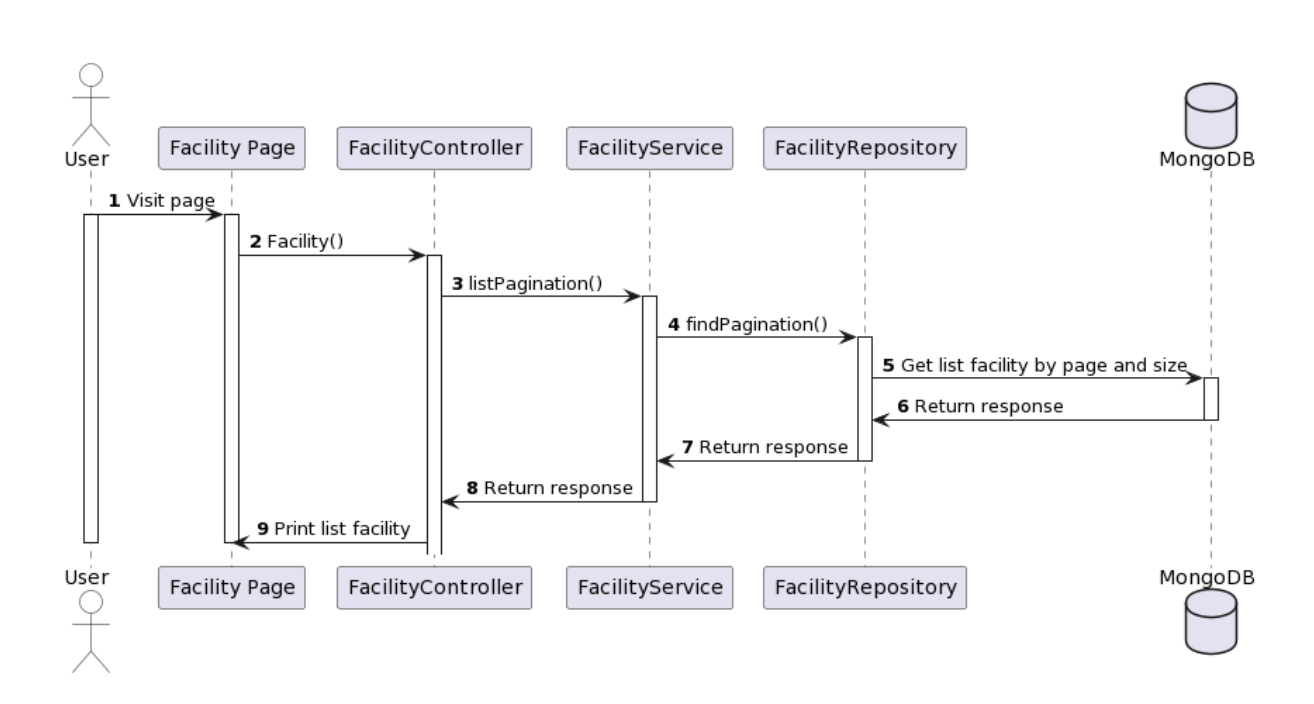 User
Facility Page
FacilityController
FacilityService
FacilityRepository
MongoDB
1 Visit page
2 Facility()
3 listPagination()
4 findPagination()
5 Get list facility by page and size
6 Return response
7 Return response
8 Return response
9 Print list facility
User
Facility Page
FacilityController
FacilityService
FacilityRepository
MongoDB